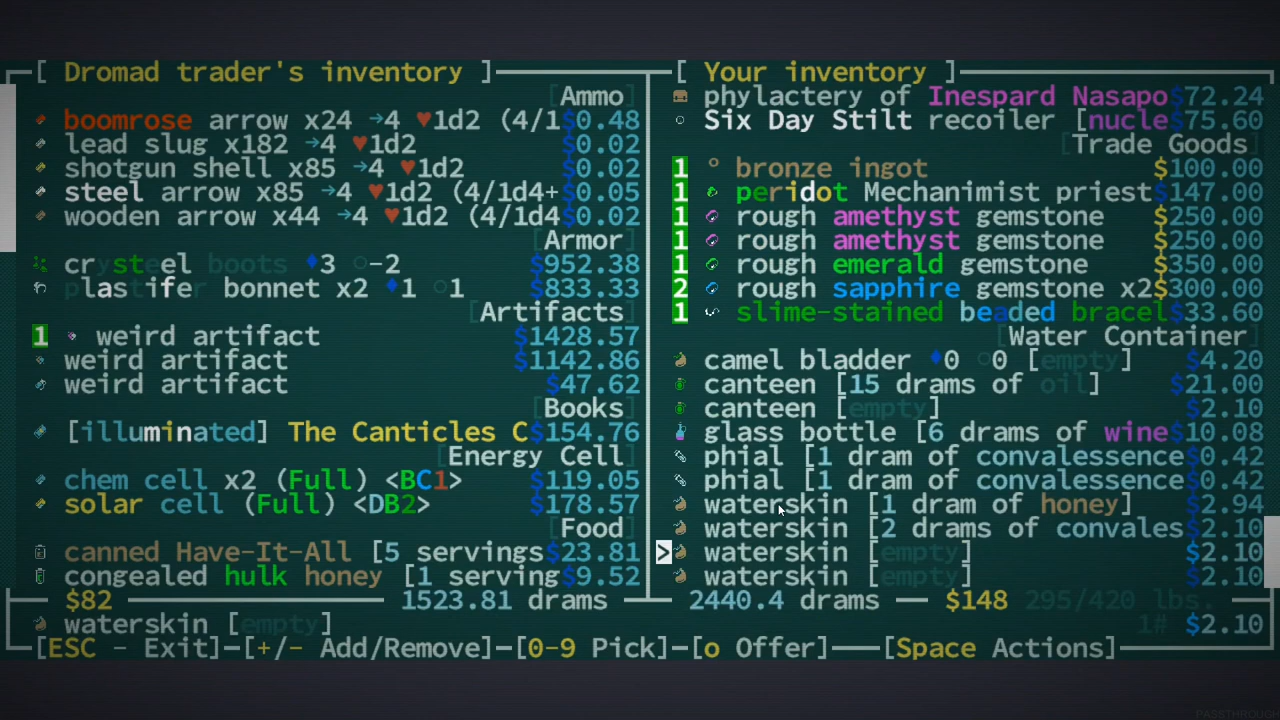 [ Dromad trader's inventory ]
[Ammo]
boomrose arrow x24 →4 ♥1d2 (4/1$0.48
lead slug x182 →4 ♥1d2 $0.02
shotgun shell x85 →4 ♥1d2 $0.02
steel arrow x85 →4 ♥1d2 (4/1d4+$0.05
wooden arrow x44 →4 ♥1d2 (4/1d4$0.02
[Armor]
crysteel boots ♦3 ○-2 $952.38
plastifer bonnet x2 ♦1 ○1 $833.33
[Artifacts]
1 weird artifact $1428.57
weird artifact $1142.86
weird artifact $47.62
[Books]
[illuminated] The Canticles C$154.76
[Energy Cell]
chem cell x2 (Full) <BC1> $119.05
solar cell (Full) <DB2> $178.57
[Food]
canned Have-It-All [5 servings$23.81
congealed hulk honey [1 serving$9.52
[ Your inventory ]
phylactery of Inespard Nasapo$72.24
Six Day Stilt recoiler [nucle$75.60
[Trade Goods]
1 bronze ingot $100.00
1 peridot Mechanimist priest$147.00
1 rough amethyst gemstone $250.00
1 rough amethyst gemstone $250.00
1 rough emerald gemstone $350.00
2 rough sapphire gemstone x2$300.00
1 slime-stained beaded bracel$33.60
[Water Container]
camel bladder ♦0 ○0 [empty] $4.20
canteen [15 drams of oil] $21.00
canteen [empty] $2.10
glass bottle [6 drams of wine$10.08
phial [1 dram of convalessence$0.42
phial [1 dram of convalessence$0.42
waterskin [1 dram of honey] $2.94
waterskin [2 drams of convales$2.10
> waterskin [empty] $2.10
waterskin [empty] $2.10
$82 1523.81 drams 2440.4 drams $148 295/420 lbs.
waterskin [empty] 1# $2.10
[ESC - Exit]-[+/- Add/Remove]-[0-9 Pick]-[o Offer] [Space Actions]